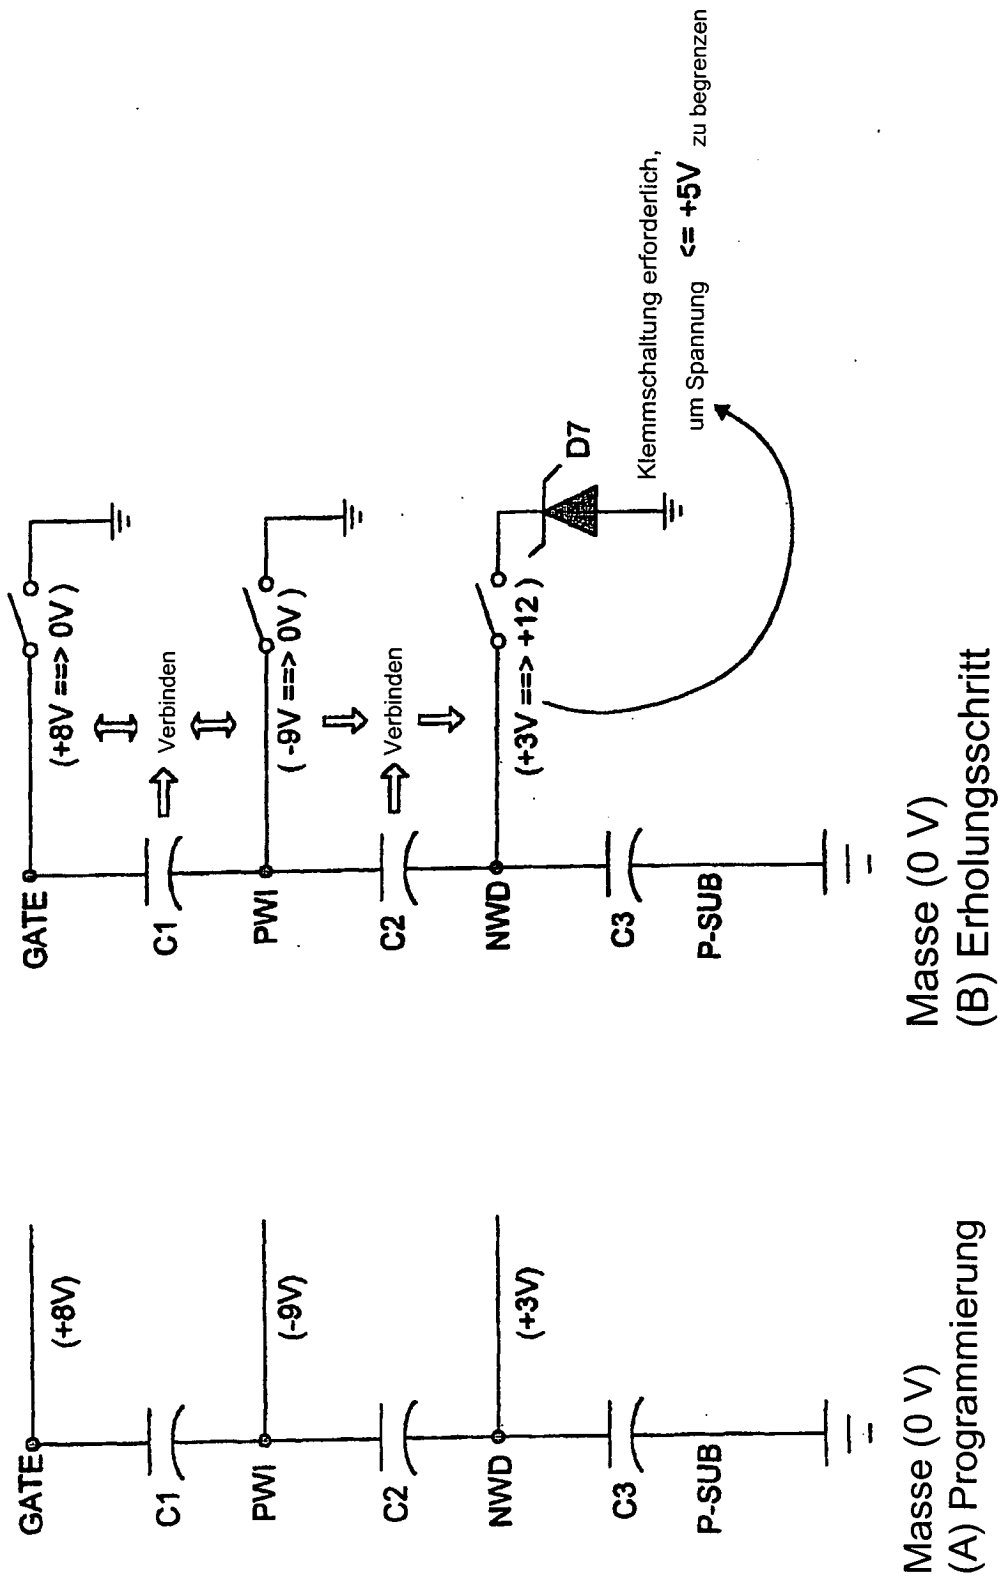 GATE
(+8V)
C1
PWI
(-9V)
C2
NWD
(+3V)
C3
P-SUB
Masse (0 V)
(A) Programmierung
GATE
(+8V ==> 0V )
C1
Verbinden
PWI
( -9V ==> 0V )
C2
Verbinden
NWD
(+3V ==> +12 )
D7
C3
Klemmschaltung erforderlich,
um Spannung <= +5V zu begrenzen
P-SUB
Masse (0 V)
(B) Erholungsschritt